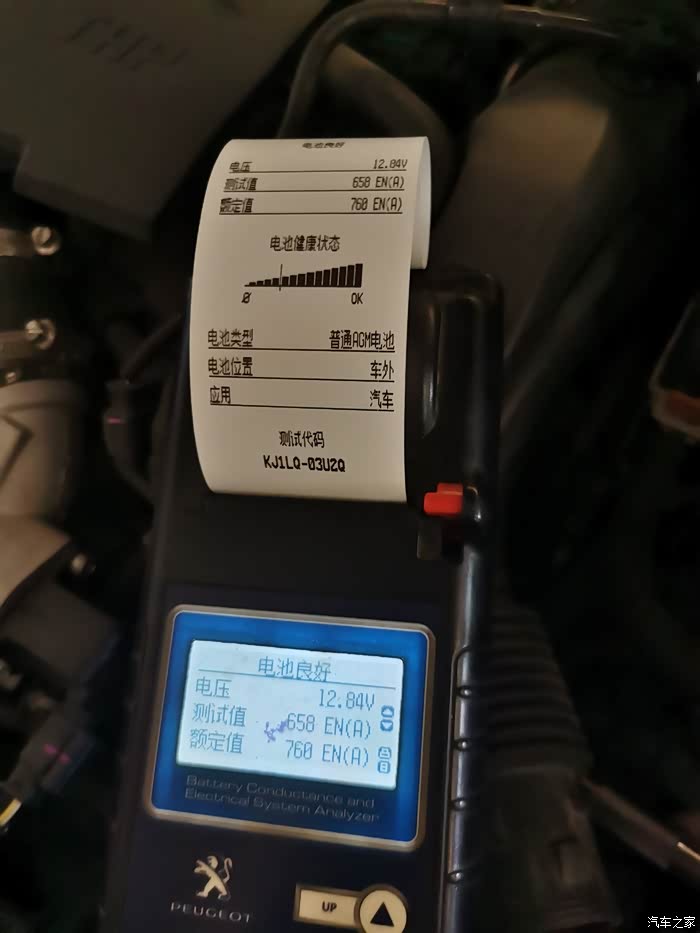 电池良好
电压 12.84V
测试值 658 EN(A)
额定值 760 EN(A)
电池健康状态
0 OK
电池类型 普通AGM电池
电池位置 车外
应用 汽车
测试代码
KJ1LQ-03UZQ
电池良好
电压 12.84V
测试值 658 EN(A)
额定值 760 EN(A)
Battery Conductance and
Electrical System Analyzer
PEUGEOT
UP
汽车之家